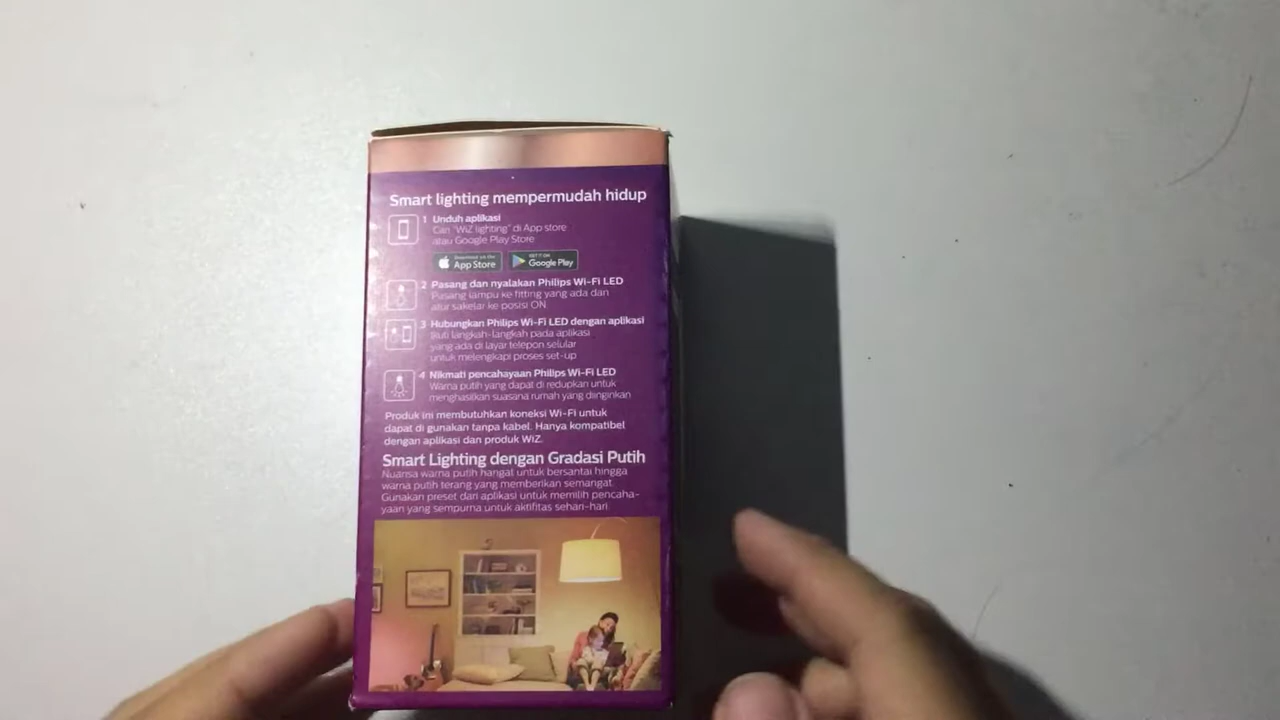 Smart lighting mempermudah hidup
1 Unduh aplikasi
Cari "WiZ lighting" di App store
atau Google Play Store
Download on the App Store
GET IT ON Google Play
2 Pasang dan nyalakan Philips Wi-Fi LED
Pasang lampu ke fitting yang ada dan
atur sakelar ke posisi ON
3 Hubungkan Philips Wi-Fi LED dengan aplikasi
Ikuti langkah-langkah pada aplikasi
yang ada di layar telepon selular
untuk melengkapi proses set-up
4 Nikmati pencahayaan Philips Wi-Fi LED
Warna putih yang dapat di redupkan untuk
menghasilkan suasana rumah yang diinginkan
Produk ini membutuhkan koneksi Wi-Fi untuk
dapat di gunakan tanpa kabel. Hanya kompatibel
dengan aplikasi dan produk WiZ.
Smart Lighting dengan Gradasi Putih
Nuansa warna putih hangat untuk bersantai hingga
warna putih terang yang memberikan semangat
Gunakan preset dari aplikasi untuk memilih pencaha-
yaan yang sempurna untuk aktifitas sehari-hari